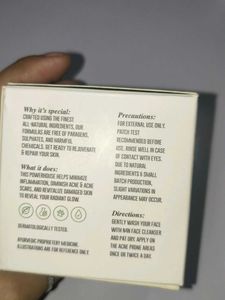 Why it's special:
CRAFTED USING THE FINEST
ALL-NATURAL INGREDIENTS, OUR
FORMULAS ARE FREE OF PARABENS,
SULPHATES, AND HARMFUL
CHEMICALS. GET READY TO REJUVENATE
& REPAIR YOUR SKIN.
What it does:
THIS POWERHOUSE HELPS MINIMIZE
INFLAMMATION, DIMINISH ACNE & ACNE
SCARS, AND REVITALIZE DAMAGED SKIN
TO REVEAL YOUR RADIANT GLOW.
DERMATOLOGICALLY TESTED.
AYURVEDIC PROPRIETARY MEDICINE.
ILLUSTRATIONS ARE FOR REFERENCE ONLY.
Precautions:
FOR EXTERNAL USE ONLY.
PATCH TEST
RECOMMENDED BEFORE
USE. RINSE WELL IN CASE
OF CONTACT WITH EYES. DUE
TO NATURAL
INGREDIENTS & SMALL
BATCH PRODUCTION,
SLIGHT VARIATIONS IN
APPEARANCE MAY OCCUR.
Directions:
GENTLY WASH YOUR FACE
WITH RAW FACE CLEANSER
AND PAT DRY. APPLY ON
THE ACNE PRONE AREAS
ONCE OR TWICE A DAY.